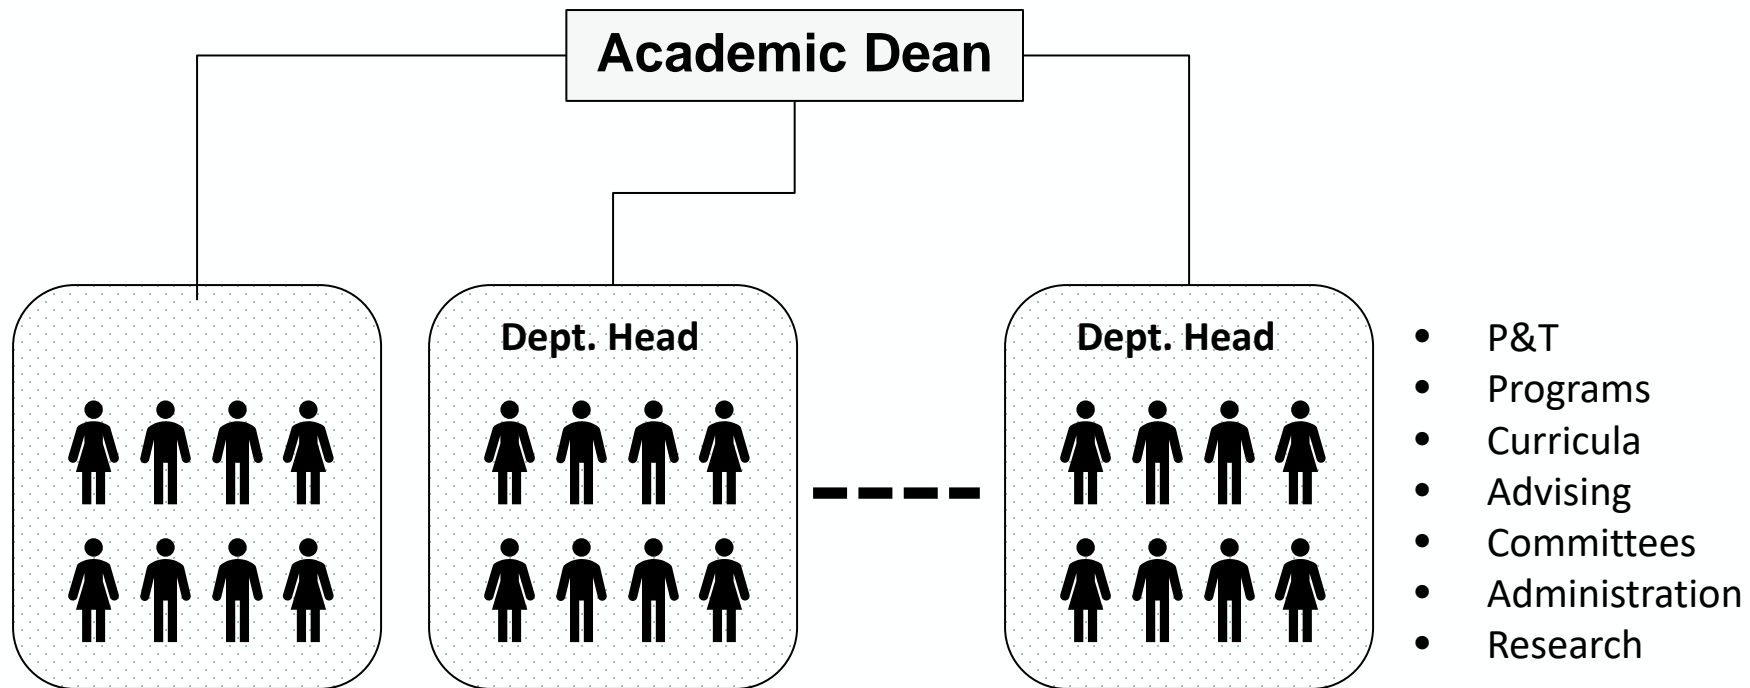 Academic Dean
Dept. Head
Dept. Head
• P&T
• Programs
• Curricula
• Advising
• Committees
• Administration
• Research